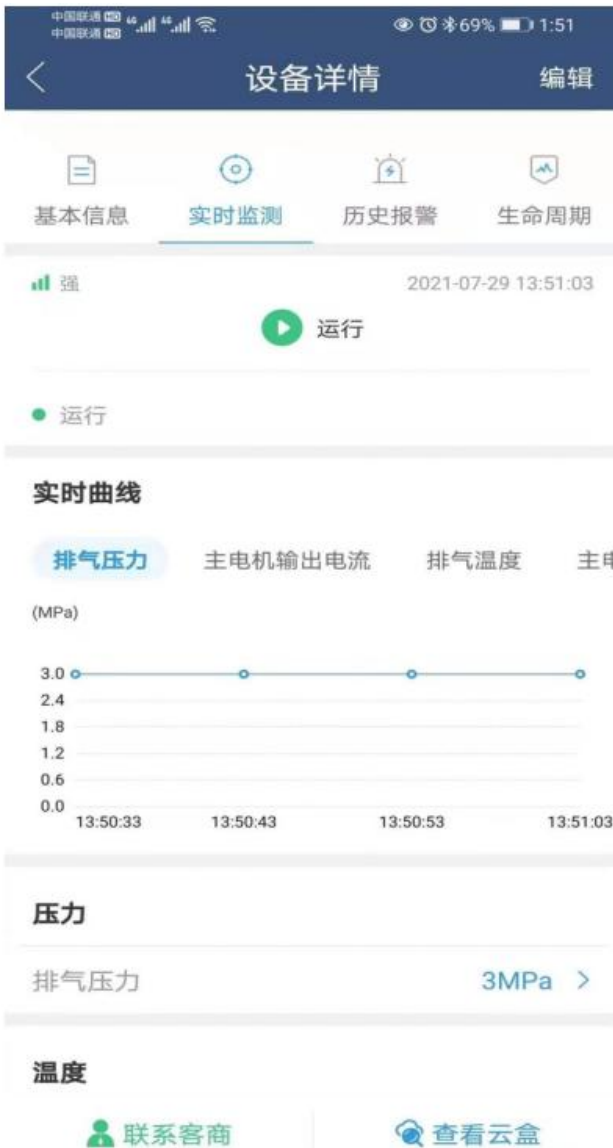 中国联通 HD 4G 4G 69% 1:51
中国联通 HD
设备详情 编辑
基本信息 实时监测 历史报警 生命周期
强 2021-07-29 13:51:03
运行
运行
实时曲线
排气压力 主电机输出电流 排气温度 主电
(MPa)
3.0
2.4
1.8
1.2
0.6
0.0
13:50:33 13:50:43 13:50:53 13:51:03
压力
排气压力 3MPa
温度
联系客商 查看云盒